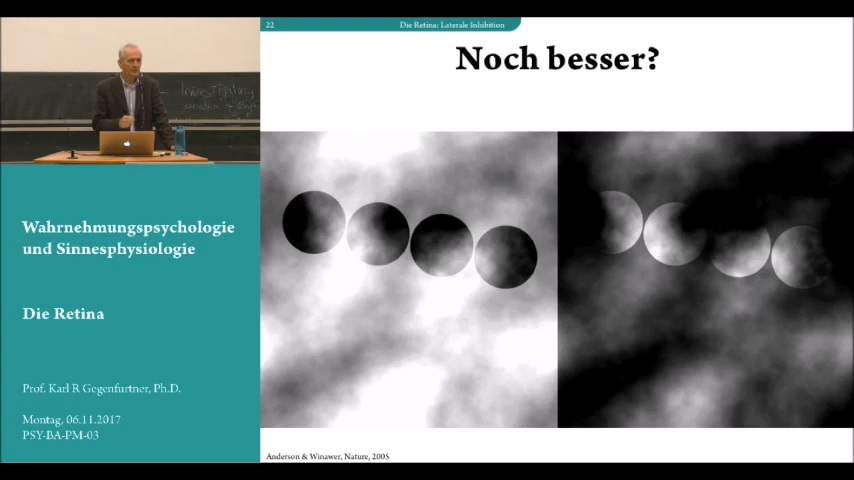 22
Die Retina: Laterale Inhibition
Noch besser?
Investigating
Wahrnehmungspsychologie
und Sinnesphysiologie
Die Retina
Prof. Karl R Gegenfurtner, Ph.D.
Montag, 06.11.2017
PSY-BA-PM-03
Anderson & Winawer, Nature, 2005